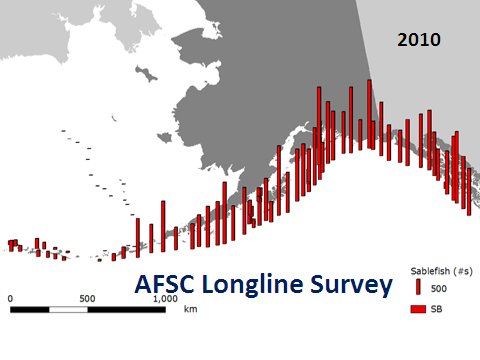 2010
AFSC Longline Survey
Sablefish (#s)
500
SB
0 500 1,000
km